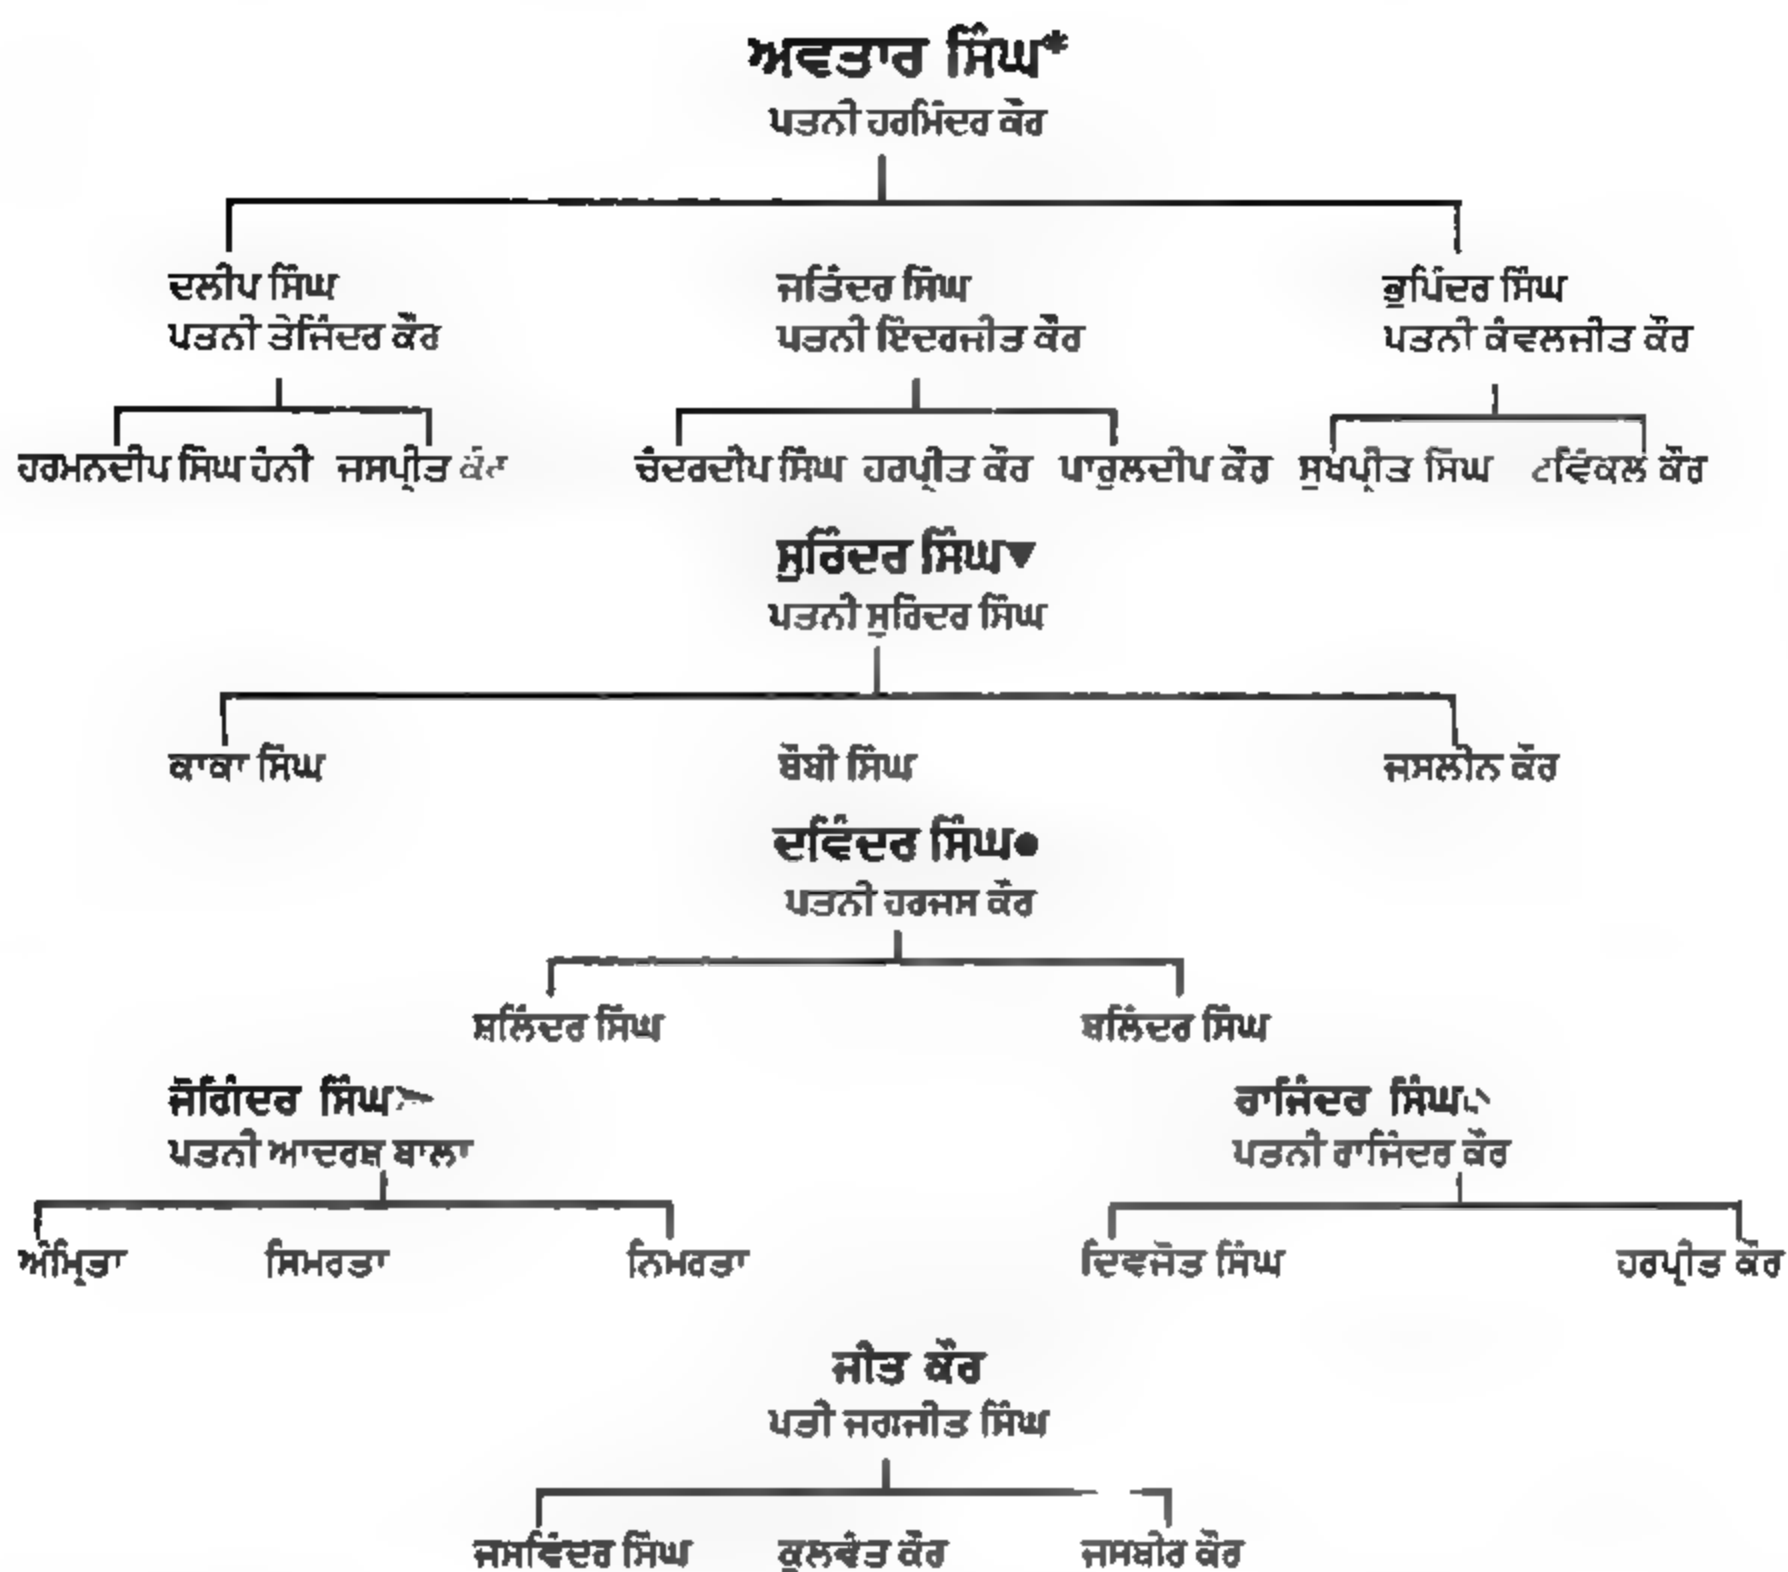 ਅਵਤਾਰ ਸਿੰਘ*
ਪਤਨੀ ਹਰਮਿੰਦਰ ਕੌਰ
ਦਲੀਪ ਸਿੰਘ ਜਤਿੰਦਰ ਸਿੰਘ ਭੁਪਿੰਦਰ ਸਿੰਘ
ਪਤਨੀ ਤੇਜਿੰਦਰ ਕੌਰ ਪਤਨੀ ਇੰਦਰਜੀਤ ਕੌਰ ਪਤਨੀ ਕੰਵਲਜੀਤ ਕੌਰ
ਹਰਮਨਦੀਪ ਸਿੰਘ ਹੰਨੀ ਜਸਪ੍ਰੀਤ ਕੌਰ ਚੰਦਰਦੀਪ ਸਿੰਘ ਹਰਪ੍ਰੀਤ ਕੌਰ ਪਾਰੁਲਦੀਪ ਕੌਰ ਸੁਖਪ੍ਰੀਤ ਸਿੰਘ ਟਵਿੰਕਲ ਕੌਰ
ਸੁਰਿੰਦਰ ਸਿੰਘ▼
ਪਤਨੀ ਸੁਰਿੰਦਰ ਸਿੰਘ
ਕਾਕਾ ਸਿੰਘ ਬੌਬੀ ਸਿੰਘ ਜਸਲੀਨ ਕੌਰ
ਦਵਿੰਦਰ ਸਿੰਘ●
ਪਤਨੀ ਹਰਜਸ ਕੌਰ
ਸ਼ਲਿੰਦਰ ਸਿੰਘ ਬਲਿੰਦਰ ਸਿੰਘ
ਜੋਗਿੰਦਰ ਸਿੰਘ➤ ਰਾਜਿੰਦਰ ਸਿੰਘ
ਪਤਨੀ ਆਦਰਸ਼ ਬਾਲਾ ਪਤਨੀ ਰਾਜਿੰਦਰ ਕੌਰ
ਅੰਮ੍ਰਿਤਾ ਸਿਮਰਤਾ ਨਿਮਰਤਾ ਦਿਵਜੋਤ ਸਿੰਘ ਹਰਪ੍ਰੀਤ ਕੌਰ
ਜੀਤ ਕੌਰ
ਪਤੀ ਜਗਜੀਤ ਸਿੰਘ
ਜਸਵਿੰਦਰ ਸਿੰਘ ਕੁਲਵੰਤ ਕੌਰ ਜਸਬੀਰ ਕੌਰ